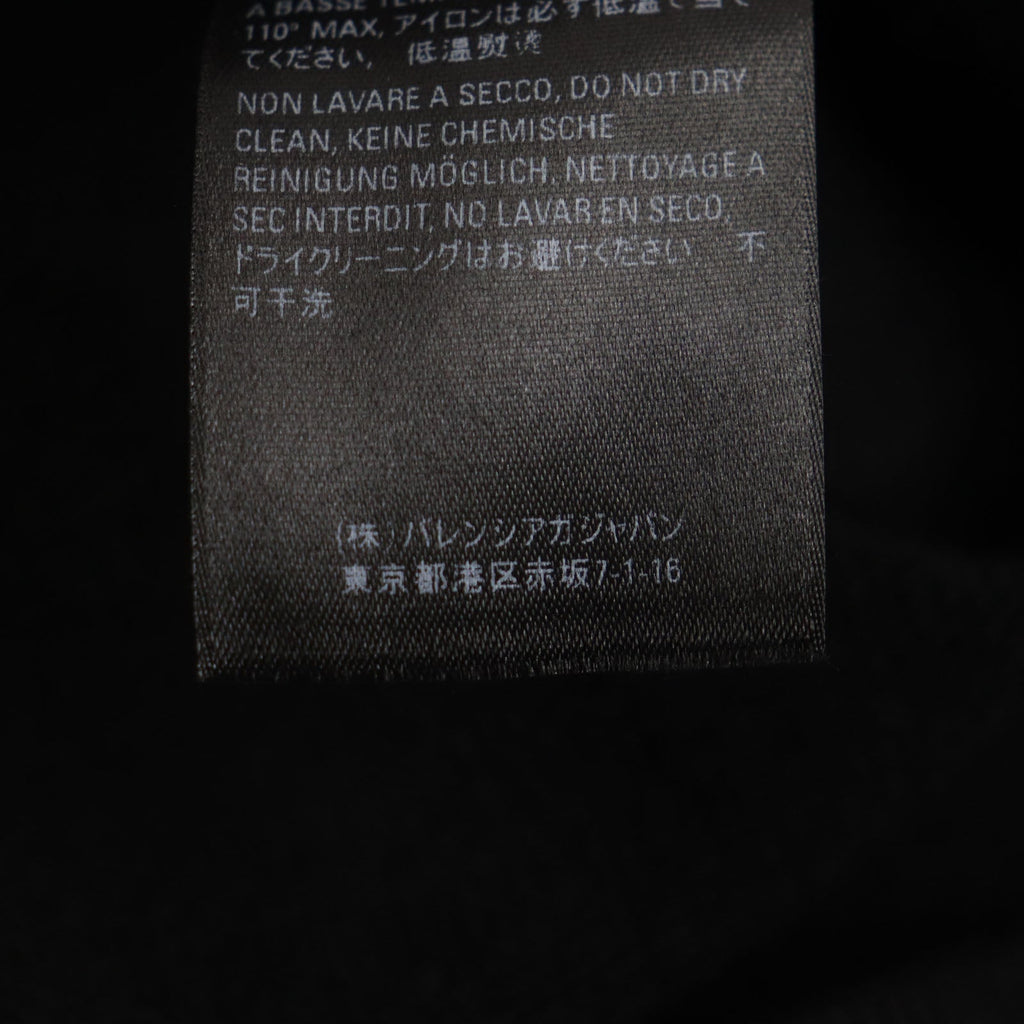 A BASSE
110° MAX, アイロンは必ず低温で当
てください, 低温熨烫
NON LAVARE A SECCO, DO NOT DRY
CLEAN, KEINE CHEMISCHE
REINIGUNG MÖGLICH, NETTOYAGE A
SEC INTERDIT, NO LAVAR EN SECO,
ドライクリーニングはお避けください. 不
可干洗
(株)バレンシアガジャパン
東京都港区赤坂7-1-16